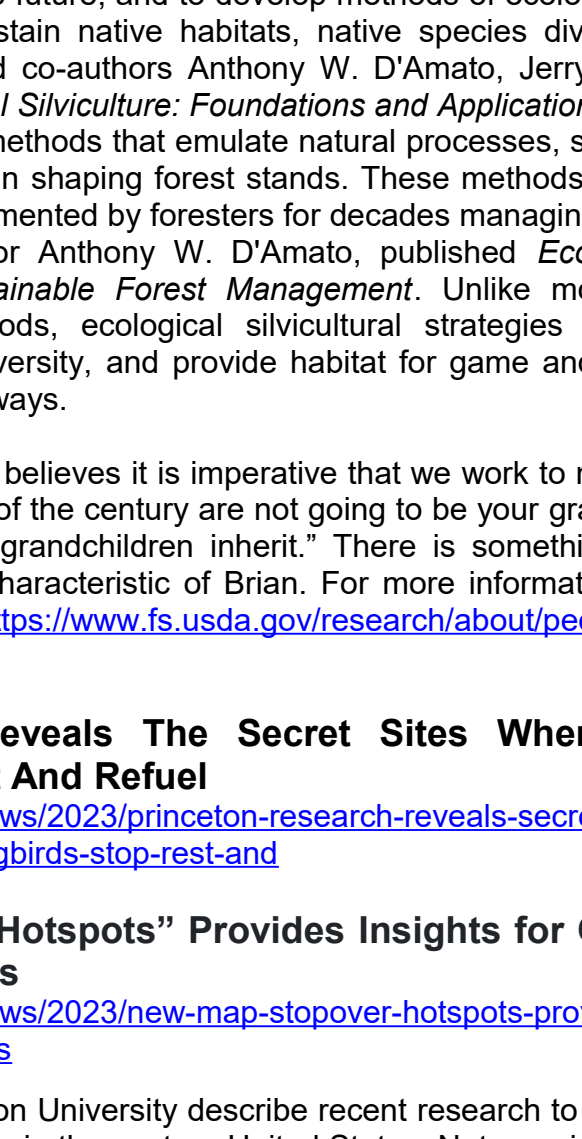 s future, and to develop methods of ecolo
stain native habitats, native species div
d co-authors Anthony W. D'Amato, Jerry
l Silviculture: Foundations and Application
methods that emulate natural processes, s
n shaping forest stands. These methods
mented by foresters for decades managin
or Anthony W. D'Amato, published Eco
ainable Forest Management. Unlike mo
ods, ecological silvicultural strategies
versity, and provide habitat for game and
ways.
believes it is imperative that we work to
of the century are not going to be your gra
grandchildren inherit.” There is somethi
haracteristic of Brian. For more informat
ttps://www.fs.usda.gov/research/about/peo
eveals The Secret Sites Wher
t And Refuel
ws/2023/princeton-research-reveals-secre
gbirds-stop-rest-and
Hotspots” Provides Insights for
s
ws/2023/new-map-stopover-hotspots-prov
s
on University describe recent research to